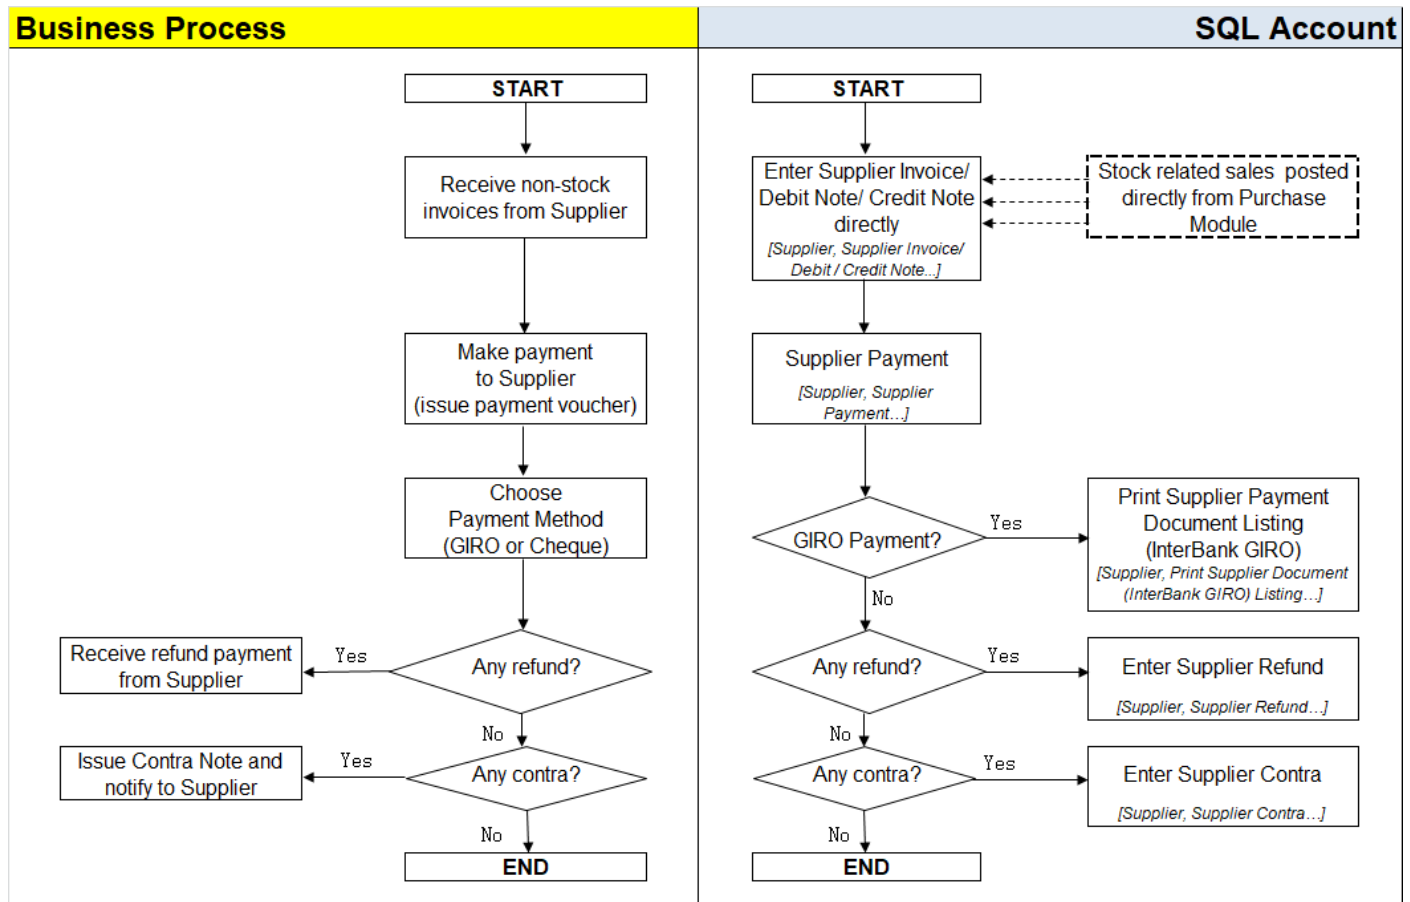 Business Process
SQL Account
START
Receive non-stock
invoices from Supplier
Make payment
to Supplier
(issue payment voucher)
Choose
Payment Method
(GIRO or Cheque)
Any refund?
Yes
Receive refund payment
from Supplier
No
Any contra?
Yes
Issue Contra Note and
notify to Supplier
No
END
START
Enter Supplier Invoice/
Debit Note/ Credit Note
directly
[Supplier, Supplier Invoice/
Debit / Credit Note...]
Stock related sales posted
directly from Purchase
Module
Supplier Payment
[Supplier, Supplier
Payment…]
GIRO Payment?
Yes
Print Supplier Payment
Document Listing
(InterBank GIRO)
[Supplier, Print Supplier Document
(InterBank GIRO) Listing…]
No
Any refund?
Yes
Enter Supplier Refund
[Supplier, Supplier Refund…]
No
Any contra?
Yes
Enter Supplier Contra
[Supplier, Supplier Contra…]
No
END